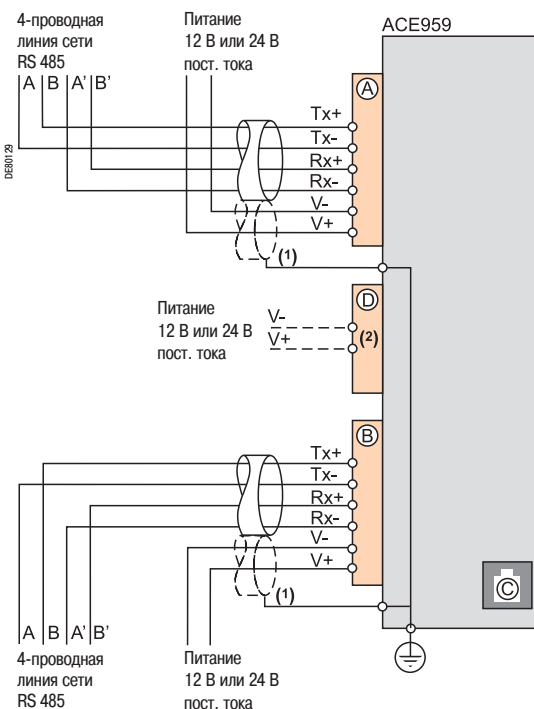 4-проводная
линия сети
RS 485
Питание
12 В или 24 В
пост. тока
ACE959
A B A' B'
DE80129
A
Tx+
Tx-
Rx+
Rx-
V-
V+
(1)
Питание
12 В или 24 В
пост. тока
V-
V+
D
(2)
B
Tx+
Tx-
Rx+
Rx-
V-
V+
(1)
C
A B A' B'
4-проводная
линия сети
RS 485
Питание
12 В или 24 В
пост. тока